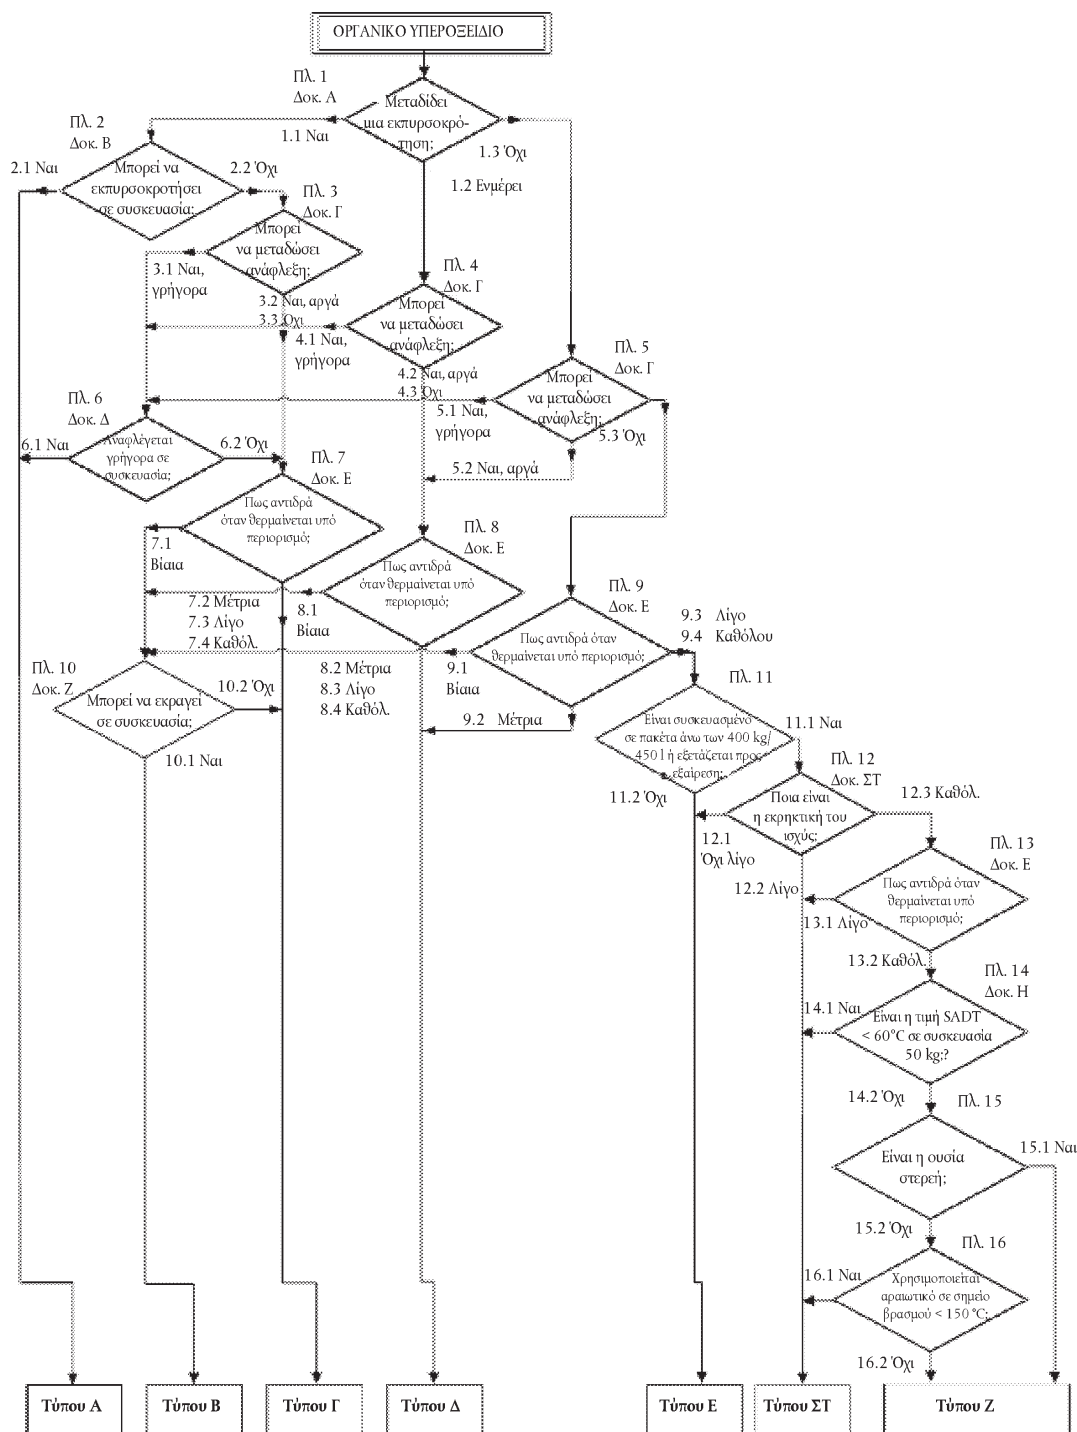 ΟΡΓΑΝΙΚΟ ΥΠΕΡΟΞΕΙΔΙΟ
Πλ. 1
Δοκ. Α
Μεταδίδει
μια εκπυρσοκρό-
τηση;
1.1 Ναι
1.3 Όχι
1.2 Ενμέρει
Πλ. 2
Δοκ. Β
2.1 Ναι
Μπορεί να
εκπυρσοκροτήσει
σε συσκευασία;
2.2 Όχι
Πλ. 3
Δοκ. Γ
Μπορεί
να μεταδώσει
ανάφλεξη;
3.1 Ναι,
γρήγορα
3.2 Ναι, αργά
3.3 Όχι
Πλ. 4
Δοκ. Γ
Μπορεί
να μεταδώσει
ανάφλεξη;
4.1 Ναι,
γρήγορα
4.2 Ναι, αργά
4.3 Όχι
Πλ. 5
Δοκ. Γ
Μπορεί
να μεταδώσει
ανάφλεξη;
5.1 Ναι,
γρήγορα
5.3 Όχι
5.2 Ναι, αργά
Πλ. 6
Δοκ. Δ
6.1 Ναι
Αναφλέγεται
γρήγορα σε
συσκευασία;
6.2 Όχι
Πλ. 7
Δοκ. Ε
Πως αντιδρά
όταν θερμαίνεται υπό
περιορισμό;
7.1
Βίαια
7.2 Μέτρια
7.3 Λίγο
7.4 Καθόλ.
Πλ. 8
Δοκ. Ε
Πως αντιδρά
όταν θερμαίνεται υπό
περιορισμό;
8.1
Βίαια
8.2 Μέτρια
8.3 Λίγο
8.4 Καθόλ.
Πλ. 9
Δοκ. Ε
Πως αντιδρά όταν
θερμαίνεται υπό περιορισμό;
9.1
Βίαια
9.2 Μέτρια
9.3 Λίγο
9.4 Καθόλου
Πλ. 10
Δοκ. Ζ
Μπορεί να εκραγεί
σε συσκευασία;
10.2 Όχι
10.1 Ναι
Πλ. 11
Είναι συσκευασμένο
σε πακέτα άνω των 400 kg/
450 l ή εξετάζεται προς
εξαίρεση;
11.1 Ναι
11.2 Όχι
Πλ. 12
Δοκ. ΣΤ
Ποια είναι
η εκρηκτική του
ισχύς;
12.3 Καθόλ.
12.1
Όχι λίγο
12.2 Λίγο
Πλ. 13
Δοκ. Ε
Πως αντιδρά όταν
θερμαίνεται υπό
περιορισμό;
13.1 Λίγο
13.2 Καθόλ.
Πλ. 14
Δοκ. Η
14.1 Ναι
Είναι η τιμή SADT
< 60°C σε συσκευασία
50 kg;?
14.2 Όχι
Πλ. 15
Είναι η ουσία
στερεή;
15.1 Ναι
15.2 Όχι
Πλ. 16
16.1 Ναι
Χρησιμοποιείται
αραιωτικό σε σημείο
βρασμού < 150 °C;
16.2 Όχι
Τύπου Α
Τύπου Β
Τύπου Γ
Τύπου Δ
Τύπου Ε
Τύπου ΣΤ
Τύπου Ζ